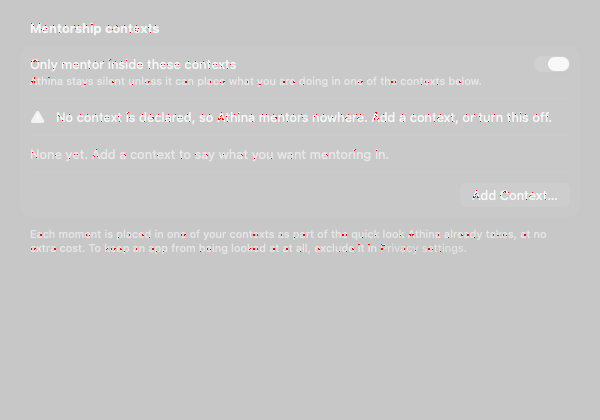 Mentorship contexts
Only mentor inside these contexts
Athina stays silent unless it can place what you are doing in one of the contexts below.
No context is declared, so Athina mentors nowhere. Add a context, or turn this off.
None yet. Add a context to say what you want mentoring in.
Add Context...
Each moment is placed in one of your contexts as part of the quick look Athina already takes, at no
extra cost. To keep an app from being looked at at all, exclude it in Privacy settings.